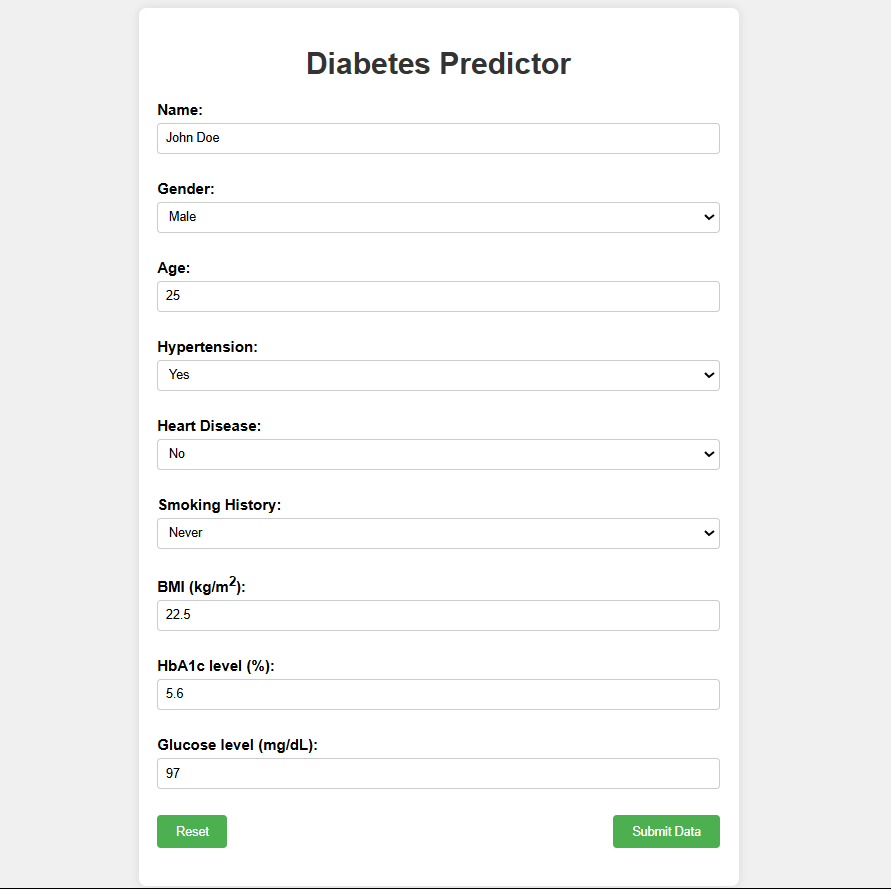 Diabetes Predictor
Name:
John Doe
Gender:
Male
Age:
25
Hypertension:
Yes
Heart Disease:
No
Smoking History:
Never
BMI (kg/m²):
22.5
HbA1c level (%):
5.6
Glucose level (mg/dL):
97
Reset Submit Data